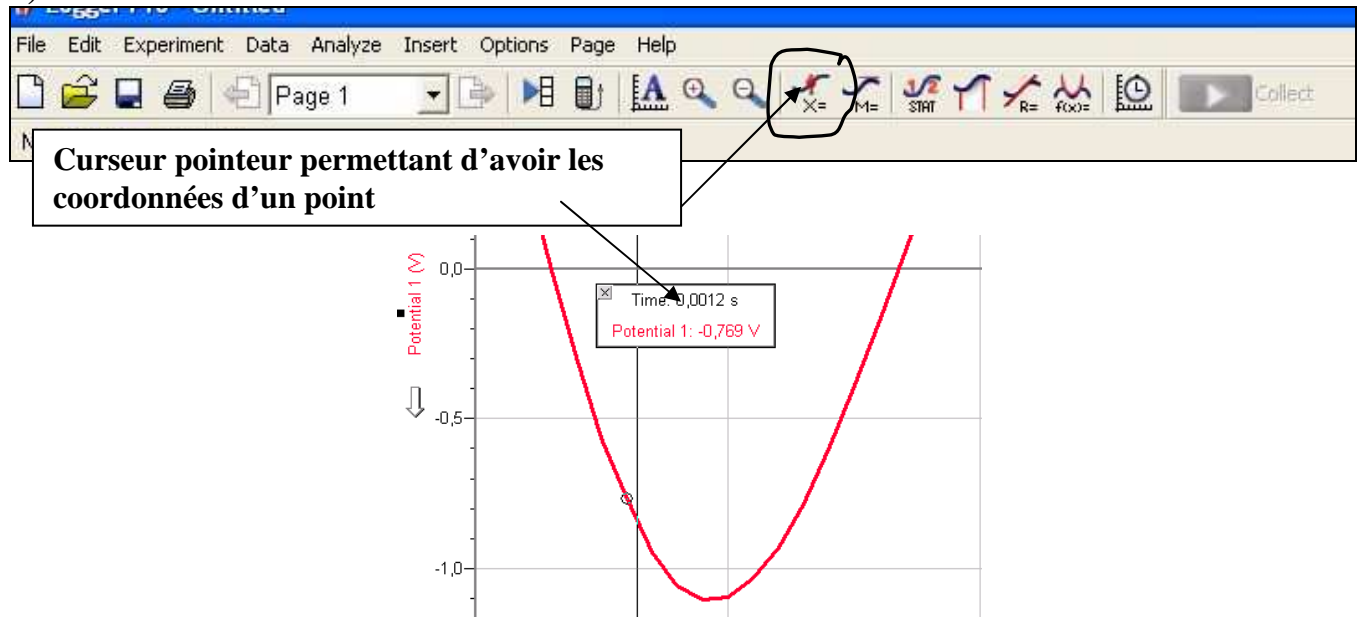 File Edit Experiment Data Analyze Insert Options Page Help
Page 1
X=
M=
STAT
R=
f(x)=
Collect
Curseur pointeur permettant d’avoir les
coordonnées d’un point
Potential 1 (V)
0,0
Time: 0,0012 s
Potential 1: -0,769 V
-0,5
-1,0